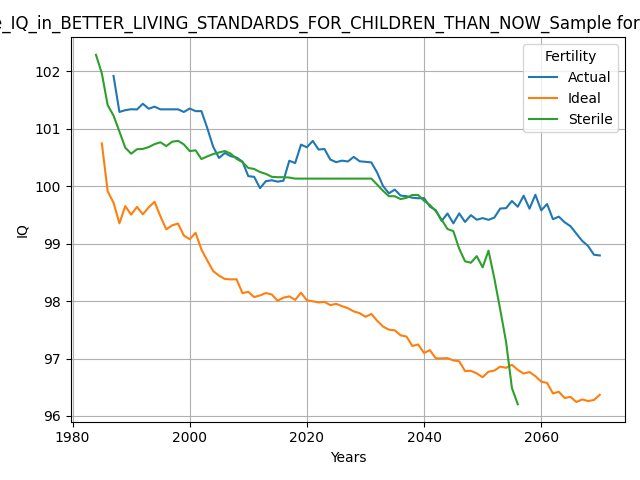 e_IQ_in_BETTER_LIVING_STANDARDS_FOR_CHILDREN_THAN_NOW_Sample for
Fertility
Actual
Ideal
Sterile
IQ
102
101
100
99
98
97
96
1980
2000
2020
2040
2060
Years